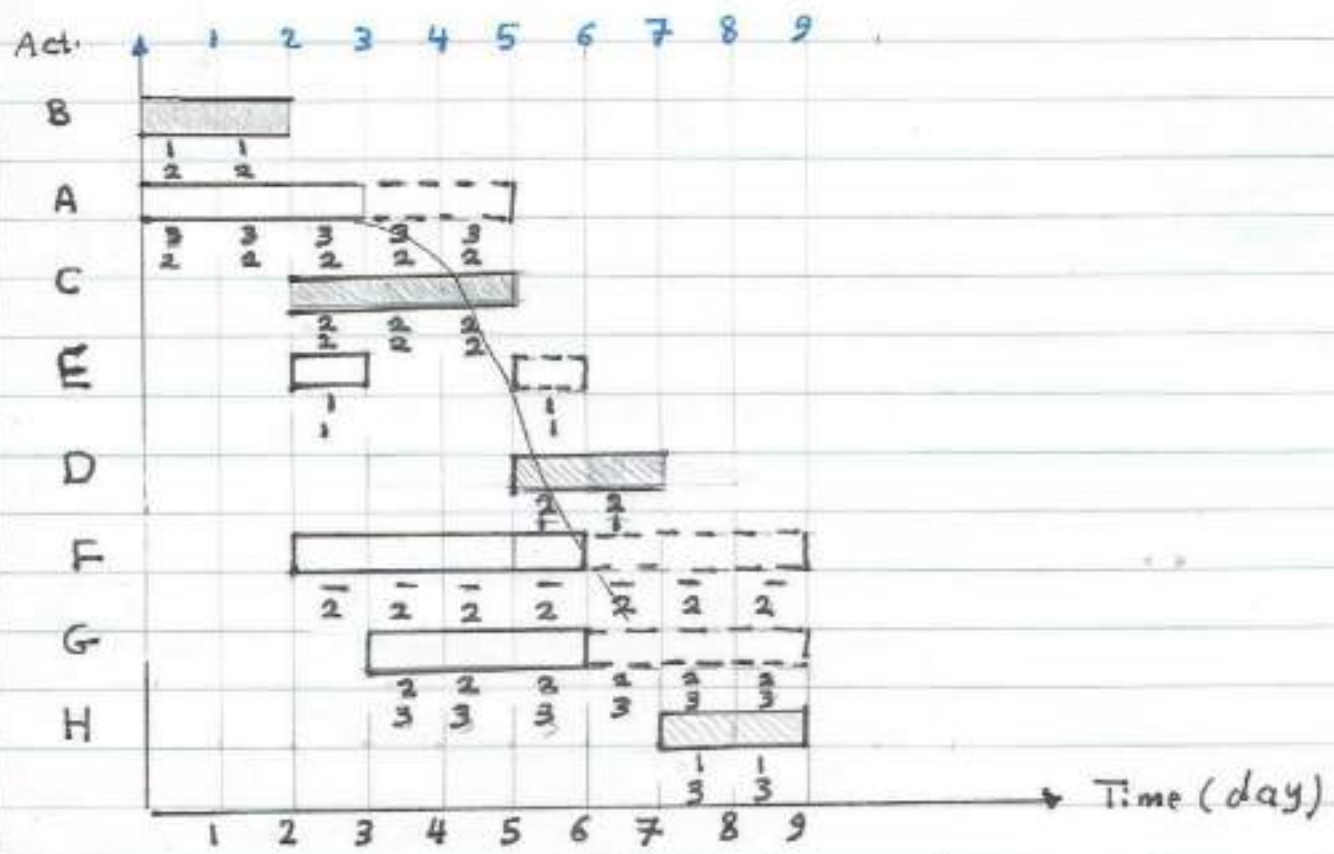 Act. 1 2 3 4 5 6 7 8 9
B
1 1
2 2
A
3 3 3 3 3
2 2 2 2 2
C
2 2 2
2 2 2
E
1 1
1 1
D
2 2
1 1
F
- - - - - - -
2 2 2 2 2 2 2
G
2 2 2 2 2 2
3 3 3 3 3 3
H
1 1
3 3
Time (day)
1 2 3 4 5 6 7 8 9